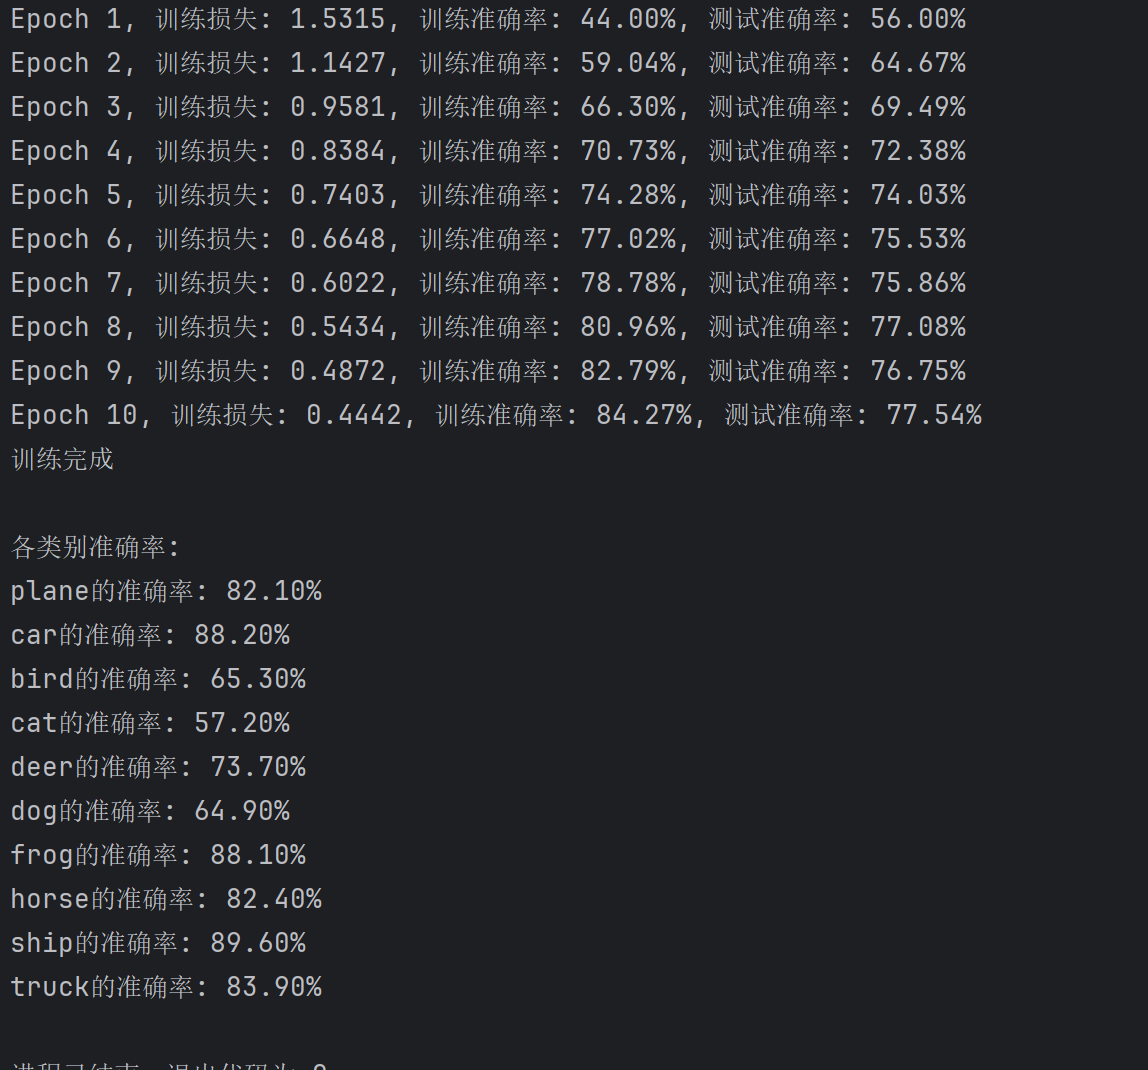 Epoch 1, 训练损失: 1.5315, 训练准确率: 44.00%, 测试准确率: 56.00%
Epoch 2, 训练损失: 1.1427, 训练准确率: 59.04%, 测试准确率: 64.67%
Epoch 3, 训练损失: 0.9581, 训练准确率: 66.30%, 测试准确率: 69.49%
Epoch 4, 训练损失: 0.8384, 训练准确率: 70.73%, 测试准确率: 72.38%
Epoch 5, 训练损失: 0.7403, 训练准确率: 74.28%, 测试准确率: 74.03%
Epoch 6, 训练损失: 0.6648, 训练准确率: 77.02%, 测试准确率: 75.53%
Epoch 7, 训练损失: 0.6022, 训练准确率: 78.78%, 测试准确率: 75.86%
Epoch 8, 训练损失: 0.5434, 训练准确率: 80.96%, 测试准确率: 77.08%
Epoch 9, 训练损失: 0.4872, 训练准确率: 82.79%, 测试准确率: 76.75%
Epoch 10, 训练损失: 0.4442, 训练准确率: 84.27%, 测试准确率: 77.54%
训练完成
各类别准确率:
plane的准确率: 82.10%
car的准确率: 88.20%
bird的准确率: 65.30%
cat的准确率: 57.20%
deer的准确率: 73.70%
dog的准确率: 64.90%
frog的准确率: 88.10%
horse的准确率: 82.40%
ship的准确率: 89.60%
truck的准确率: 83.90%